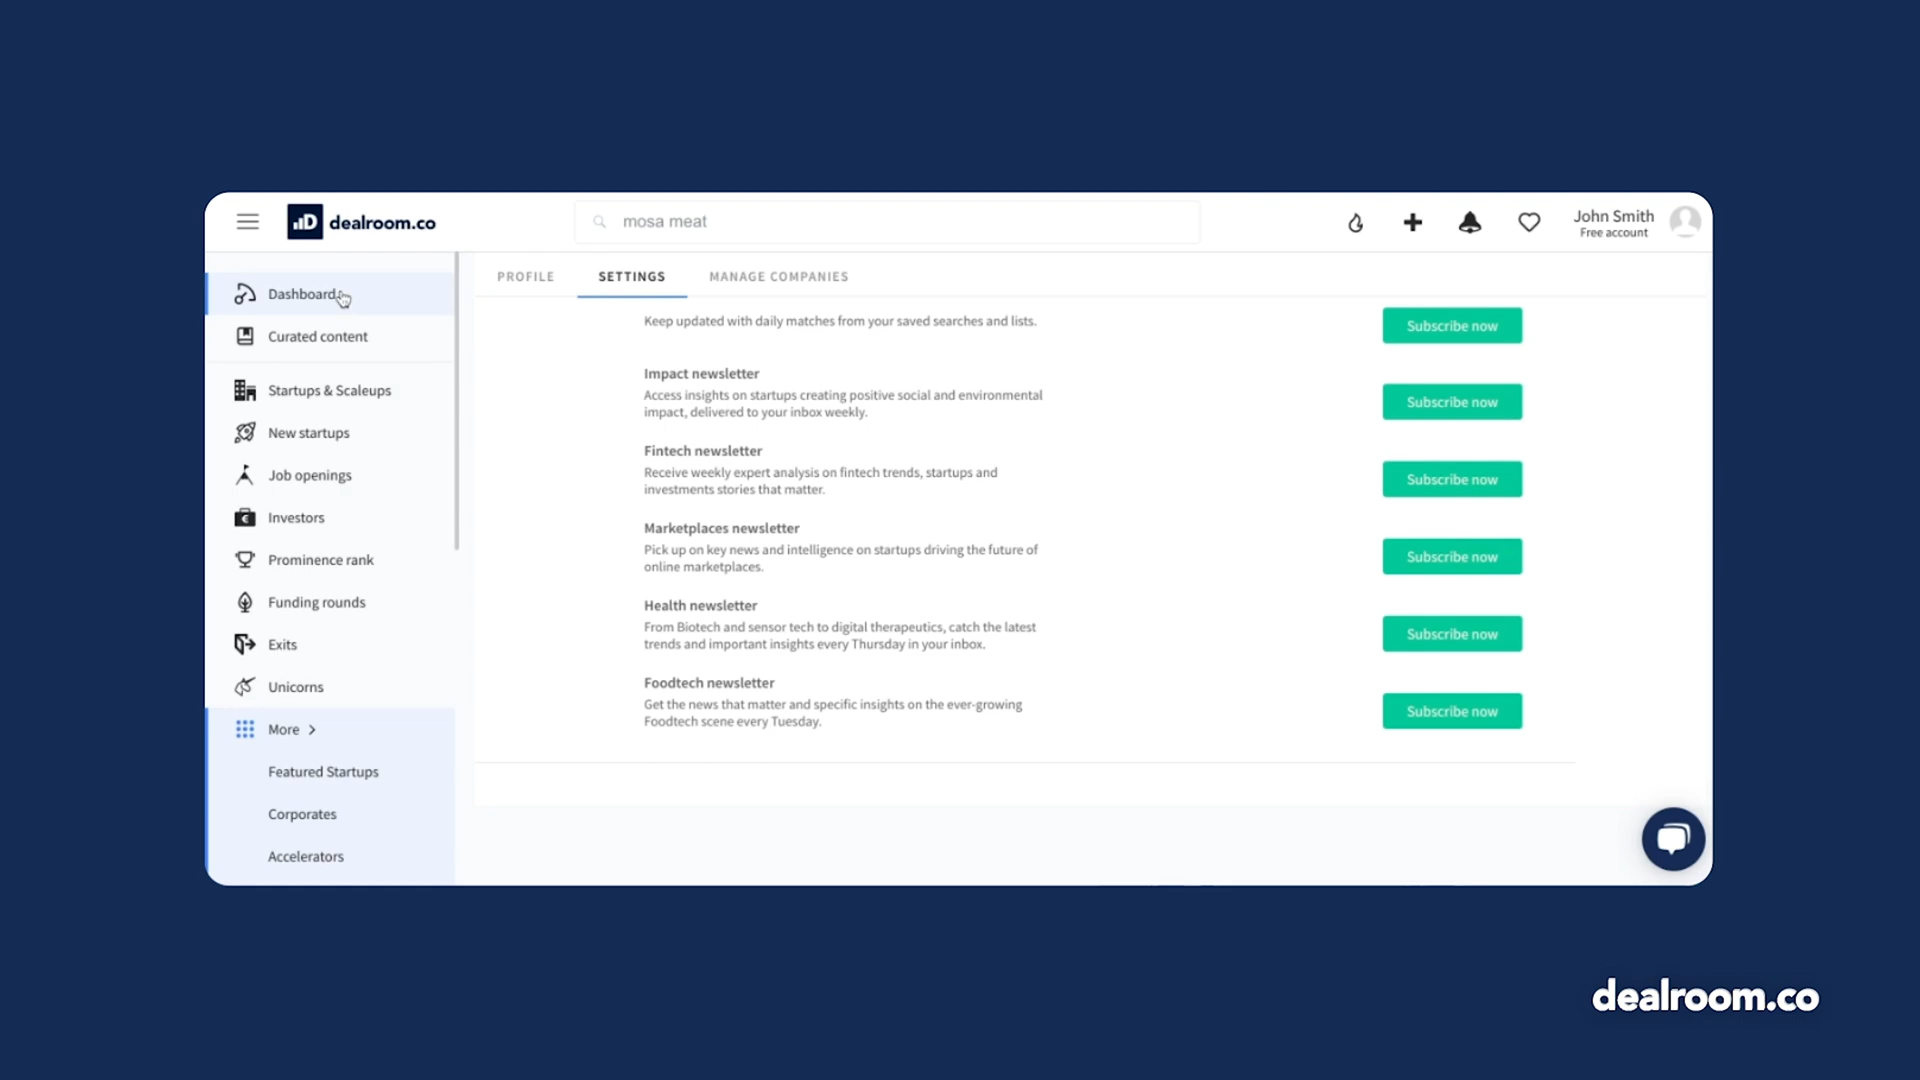 dealroom.co
mosa meat
John Smith
Free account
Dashboard
Curated content
Startups & Scaleups
New startups
Job openings
Investors
Prominence rank
Funding rounds
Exits
Unicorns
More
Featured Startups
Corporates
Accelerators
PROFILE
SETTINGS
MANAGE COMPANIES
Keep updated with daily matches from your saved searches and lists.
Subscribe now
Impact newsletter
Access insights on startups creating positive social and environmental
impact, delivered to your inbox weekly.
Subscribe now
Fintech newsletter
Receive weekly expert analysis on fintech trends, startups and
investments stories that matter.
Subscribe now
Marketplaces newsletter
Pick up on key news and intelligence on startups driving the future of
online marketplaces.
Subscribe now
Health newsletter
From Biotech and sensor tech to digital therapeutics, catch the latest
trends and important insights every Thursday in your inbox.
Subscribe now
Foodtech newsletter
Get the news that matter and specific insights on the ever-growing
Foodtech scene every Tuesday.
Subscribe now
dealroom.co